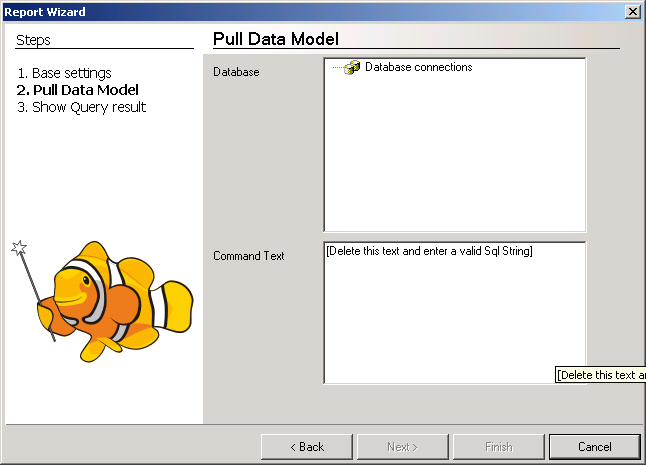 Report Wizard
Steps
1. Base settings
2. Pull Data Model
3. Show Query result
Pull Data Model
Database
Database connections
Command Text
[Delete this text and enter a valid Sql String]
[Delete this text a
< Back
Next >
Finish
Cancel